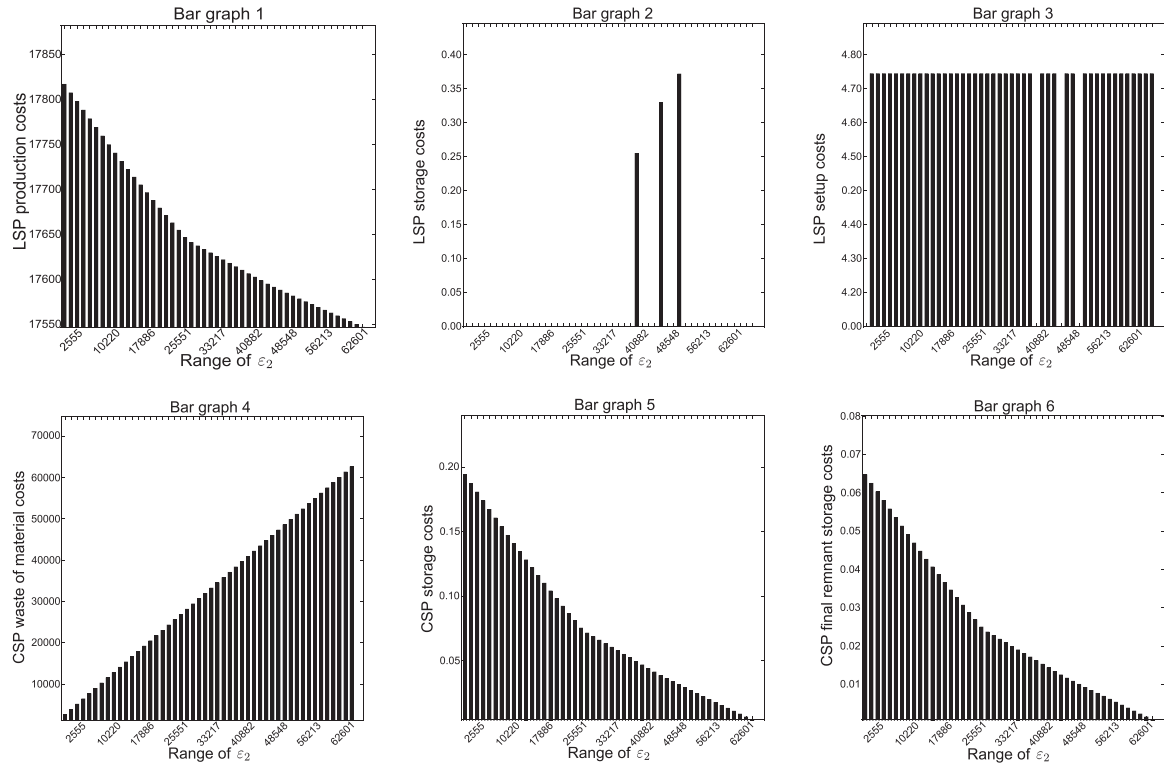 Bar graph 1
LSP production costs
17850
17800
17750
17700
17650
17600
17550
2555 10220 17886 25551 33217 40882 48548 56213 62601
Range of ε₂
Bar graph 2
LSP storage costs
0.40
0.35
0.30
0.25
0.20
0.15
0.10
0.05
0.00
2555 10220 17886 25551 33217 40882 48548 56213 62601
Range of ε₂
Bar graph 3
LSP setup costs
4.80
4.70
4.60
4.50
0.20
4.40
4.30
4.20
0.00
2555 10220 17886 25551 33217 40882 48548 56213 62601
Range of ε₂
Bar graph 4
CSP waste of material costs
70000
60000
50000
40000
30000
20000
10000
2555 10220 17886 25551 33217 40882 48548 56213 62601
Range of ε₂
Bar graph 5
CSP storage costs
0.20
0.15
0.10
0.05
2555 10220 17886 25551 33217 40882 48548 56213 62601
Range of ε₂
Bar graph 6
CSP final remnant storage costs
0.08
0.07
0.06
0.05
0.04
0.03
0.02
0.01
2555 10220 17886 25551 33217 40882 48548 56213 62601
Range of ε₂